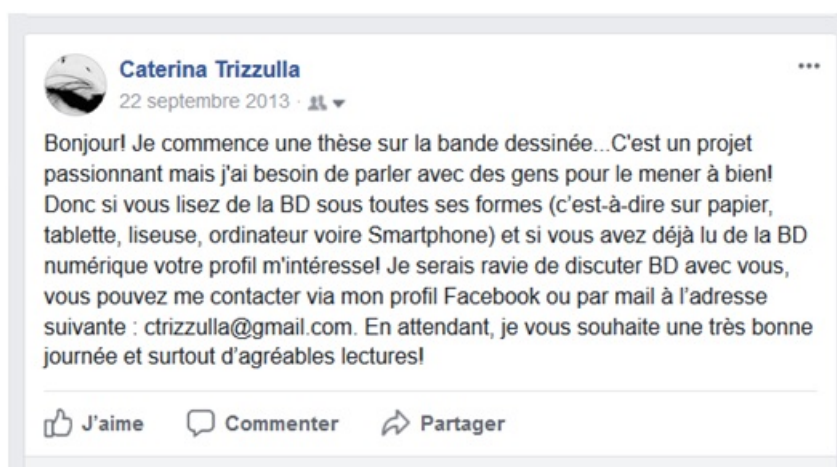 Caterina Trizzulla
22 septembre 2013 ·
Bonjour! Je commence une thèse sur la bande dessinée...C'est un projet
passionnant mais j'ai besoin de parler avec des gens pour le mener à bien!
Donc si vous lisez de la BD sous toutes ses formes (c'est-à-dire sur papier,
tablette, liseuse, ordinateur voire Smartphone) et si vous avez déjà lu de la BD
numérique votre profil m'intéresse! Je serais ravie de discuter BD avec vous,
vous pouvez me contacter via mon profil Facebook ou par mail à l’adresse
suivante : ctrizzulla@gmail.com. En attendant, je vous souhaite une très bonne
journée et surtout d’agréables lectures!
J’aime Commenter Partager